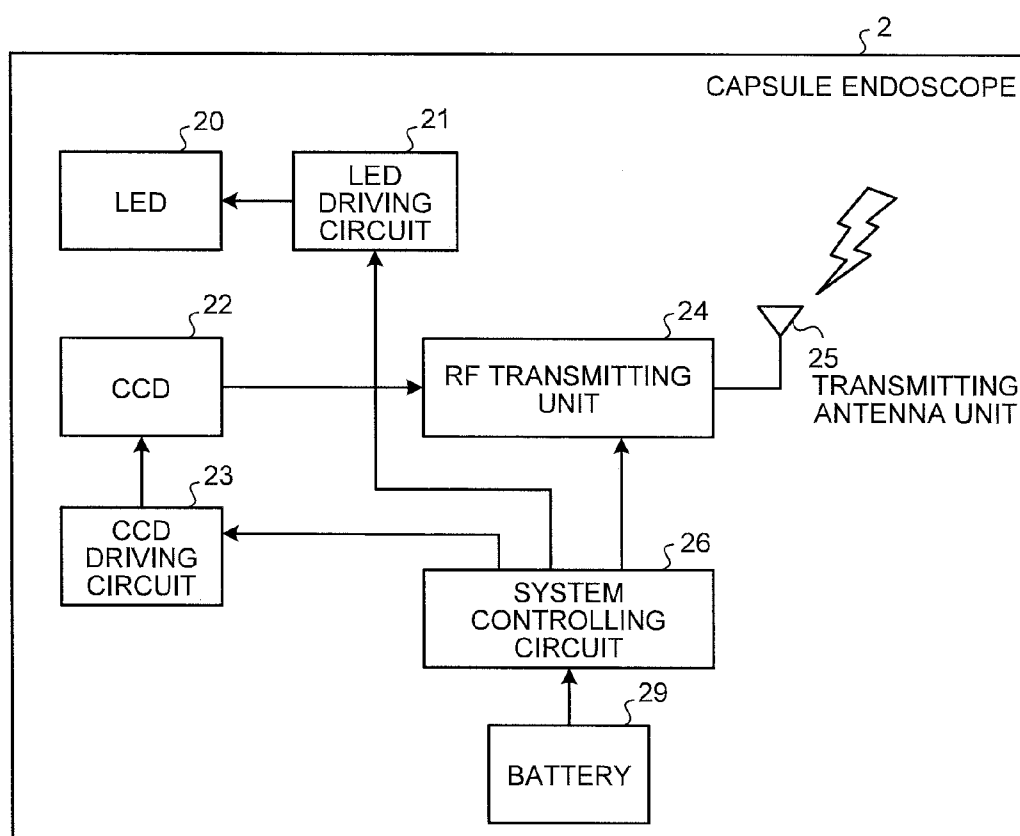 2
CAPSULE ENDOSCOPE
20
LED
21
LED
DRIVING
CIRCUIT
22
CCD
24
RF TRANSMITTING
UNIT
25
TRANSMITTING
ANTENNA UNIT
23
CCD
DRIVING
CIRCUIT
26
SYSTEM
CONTROLLING
CIRCUIT
29
BATTERY